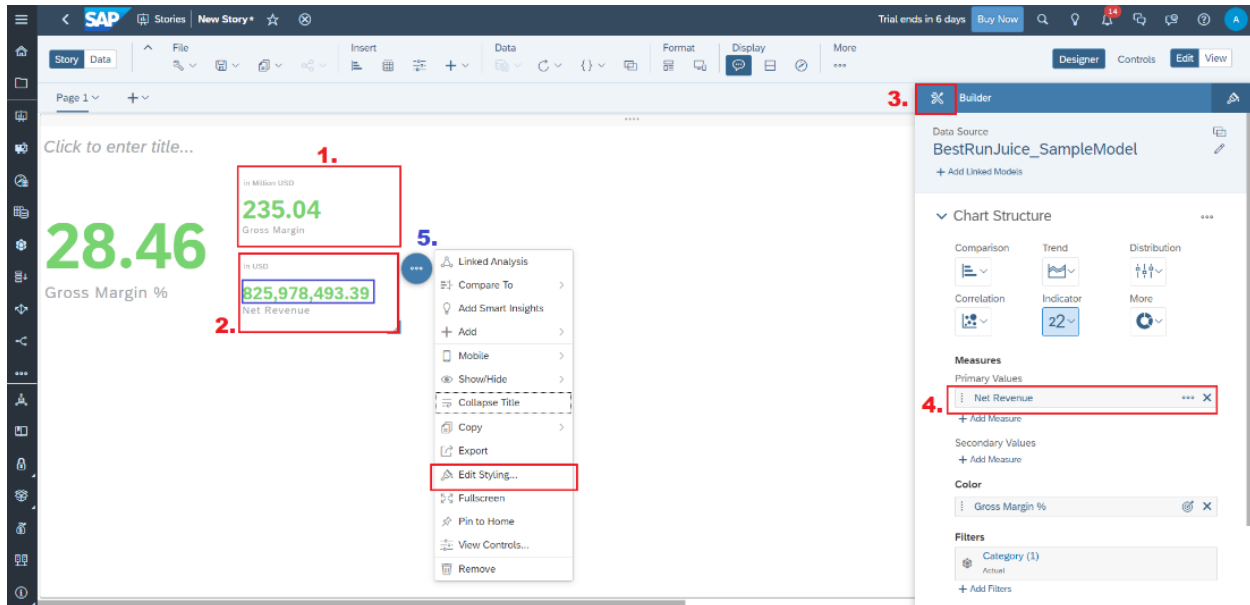 SAP Stories New Story* Trial ends in 6 days Buy Now 14 A
Story Data File Insert Data Format Display More Designer Controls Edit View
Page 1
3. Builder
Click to enter title...
1.
in Million USD
235.04
Gross Margin
28.46
Gross Margin %
2.
in USD
825,978,493.39
Net Revenue
5.
Linked Analysis
Compare To
Add Smart Insights
Add
Mobile
Show/Hide
Collapse Title
Copy
Export
Edit Styling...
Fullscreen
Pin to Home
View Controls...
Remove
Data Source
BestRunJuice_SampleModel
+ Add Linked Models
Chart Structure
Comparison Trend Distribution
Correlation Indicator More
22
Measures
Primary Values
4. Net Revenue
+ Add Measure
Secondary Values
+ Add Measure
Color
Gross Margin %
Filters
Category (1)
Actual
+ Add Filters